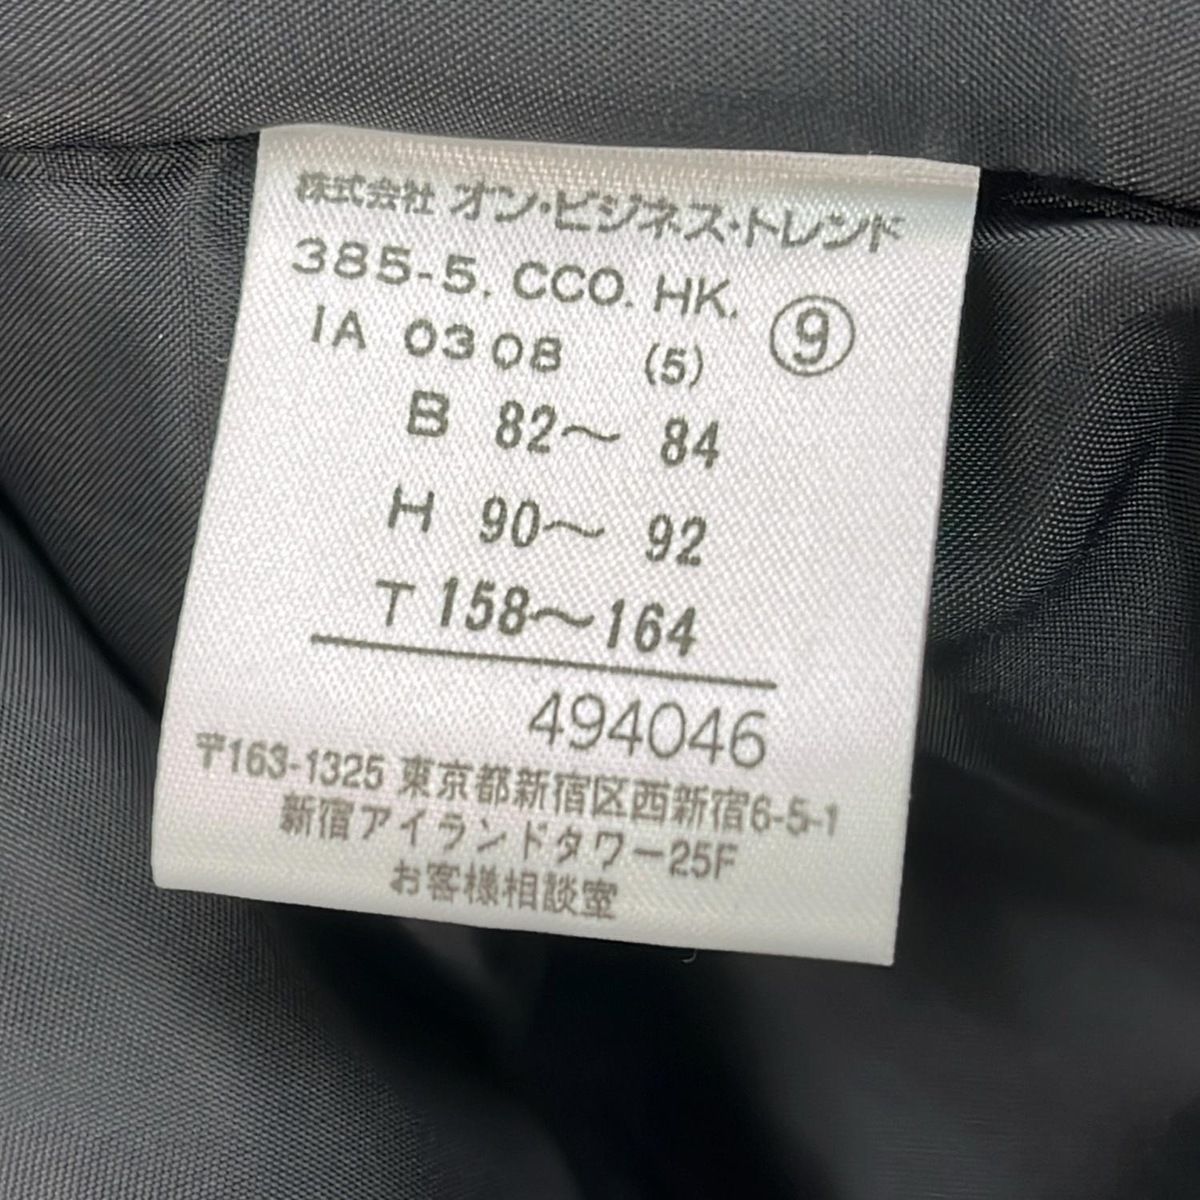 株式会社 オン・ビジネス・トレンド
385-5. CCO. HK. ⑨
IA 0308 (5)
B 82～84
H 90～92
T 158～164
494046
〒163-1325 東京都新宿区西新宿6-5-1
新宿アイランドタワー25F
お客様相談室